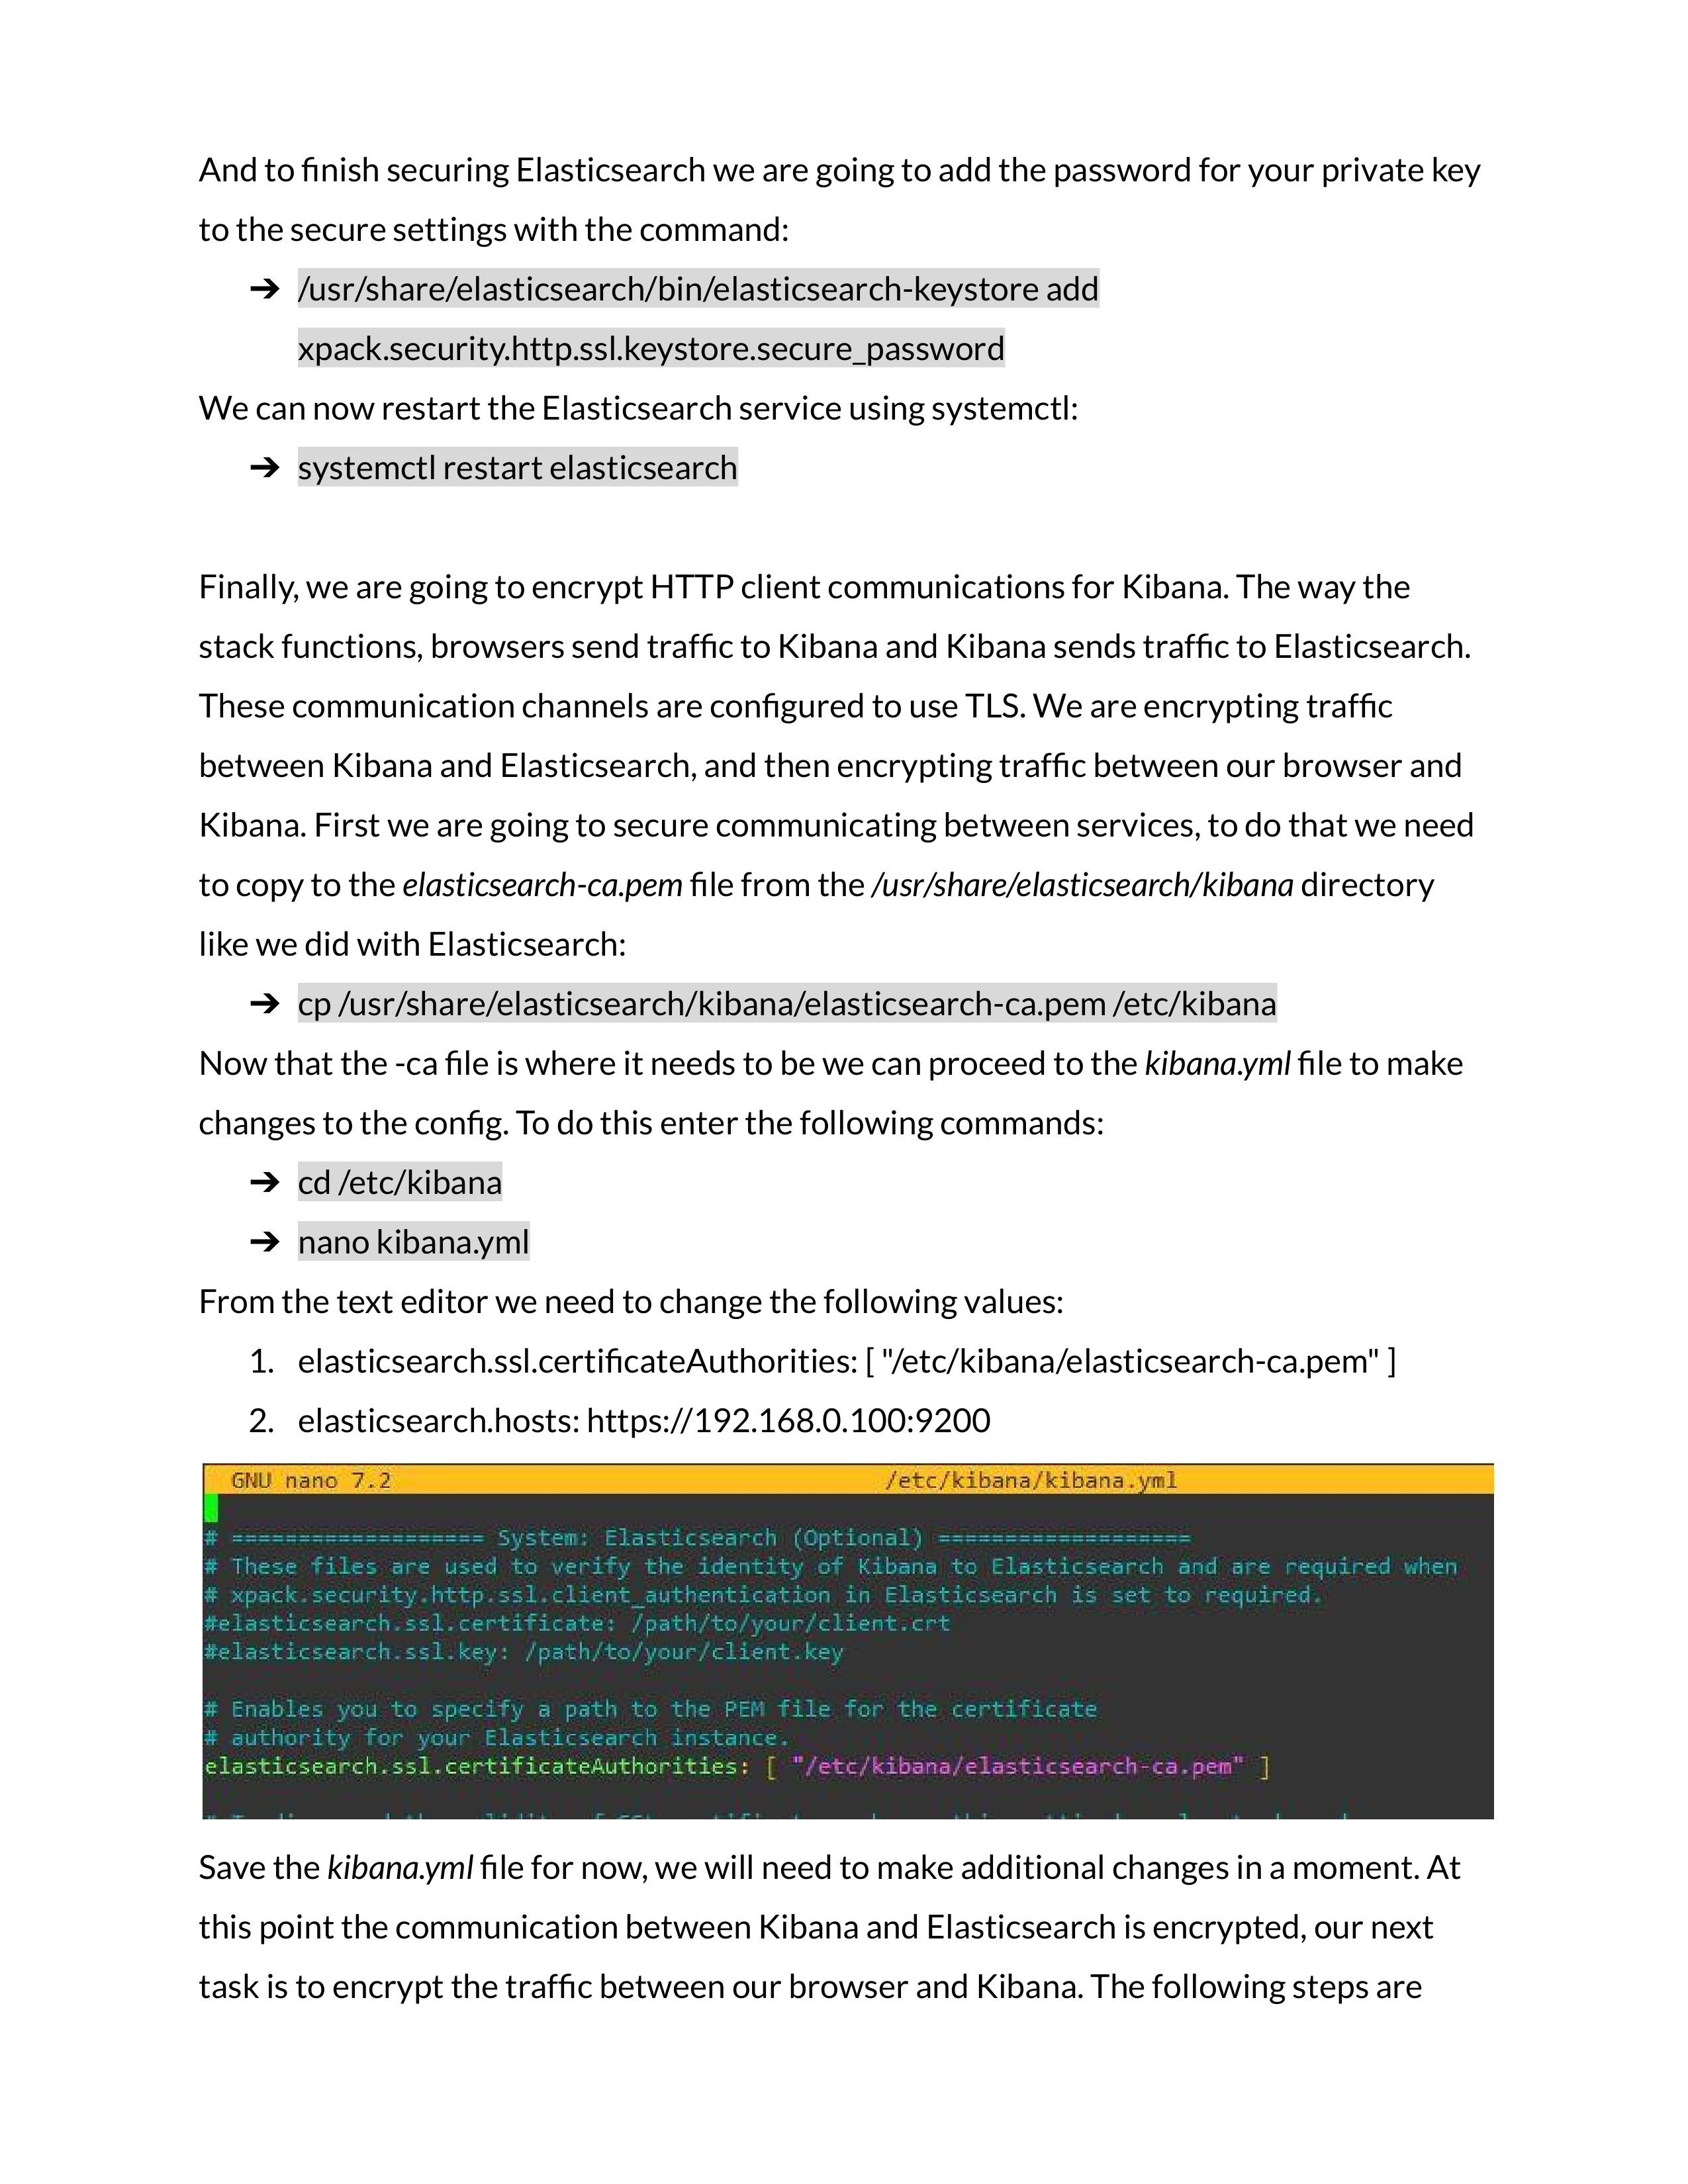 And to finish securing Elasticsearch we are going to add the password for your private key
to the secure settings with the command:
➔ /usr/share/elasticsearch/bin/elasticsearch-keystore add
xpack.security.http.ssl.keystore.secure_password
We can now restart the Elasticsearch service using systemctl:
➔ systemctl restart elasticsearch
Finally, we are going to encrypt HTTP client communications for Kibana. The way the
stack functions, browsers send traffic to Kibana and Kibana sends traffic to Elasticsearch.
These communication channels are configured to use TLS. We are encrypting traffic
between Kibana and Elasticsearch, and then encrypting traffic between our browser and
Kibana. First we are going to secure communicating between services, to do that we need
to copy to the elasticsearch-ca.pem file from the /usr/share/elasticsearch/kibana directory
like we did with Elasticsearch:
➔ cp /usr/share/elasticsearch/kibana/elasticsearch-ca.pem /etc/kibana
Now that the -ca file is where it needs to be we can proceed to the kibana.yml file to make
changes to the config. To do this enter the following commands:
➔ cd /etc/kibana
➔ nano kibana.yml
From the text editor we need to change the following values:
1. elasticsearch.ssl.certificateAuthorities: [ "/etc/kibana/elasticsearch-ca.pem" ]
2. elasticsearch.hosts: https://192.168.0.100:9200
GNU nano 7.2 /etc/kibana/kibana.yml
# =================== System: Elasticsearch (Optional) ===================
# These files are used to verify the identity of Kibana to Elasticsearch and are required when
# xpack.security.http.ssl.client_authentication in Elasticsearch is set to required.
#elasticsearch.ssl.certificate: /path/to/your/client.crt
#elasticsearch.ssl.key: /path/to/your/client.key
# Enables you to specify a path to the PEM file for the certificate
# authority for your Elasticsearch instance.
elasticsearch.ssl.certificateAuthorities: [ "/etc/kibana/elasticsearch-ca.pem" ]
Save the kibana.yml file for now, we will need to make additional changes in a moment. At
this point the communication between Kibana and Elasticsearch is encrypted, our next
task is to encrypt the traffic between our browser and Kibana. The following steps are